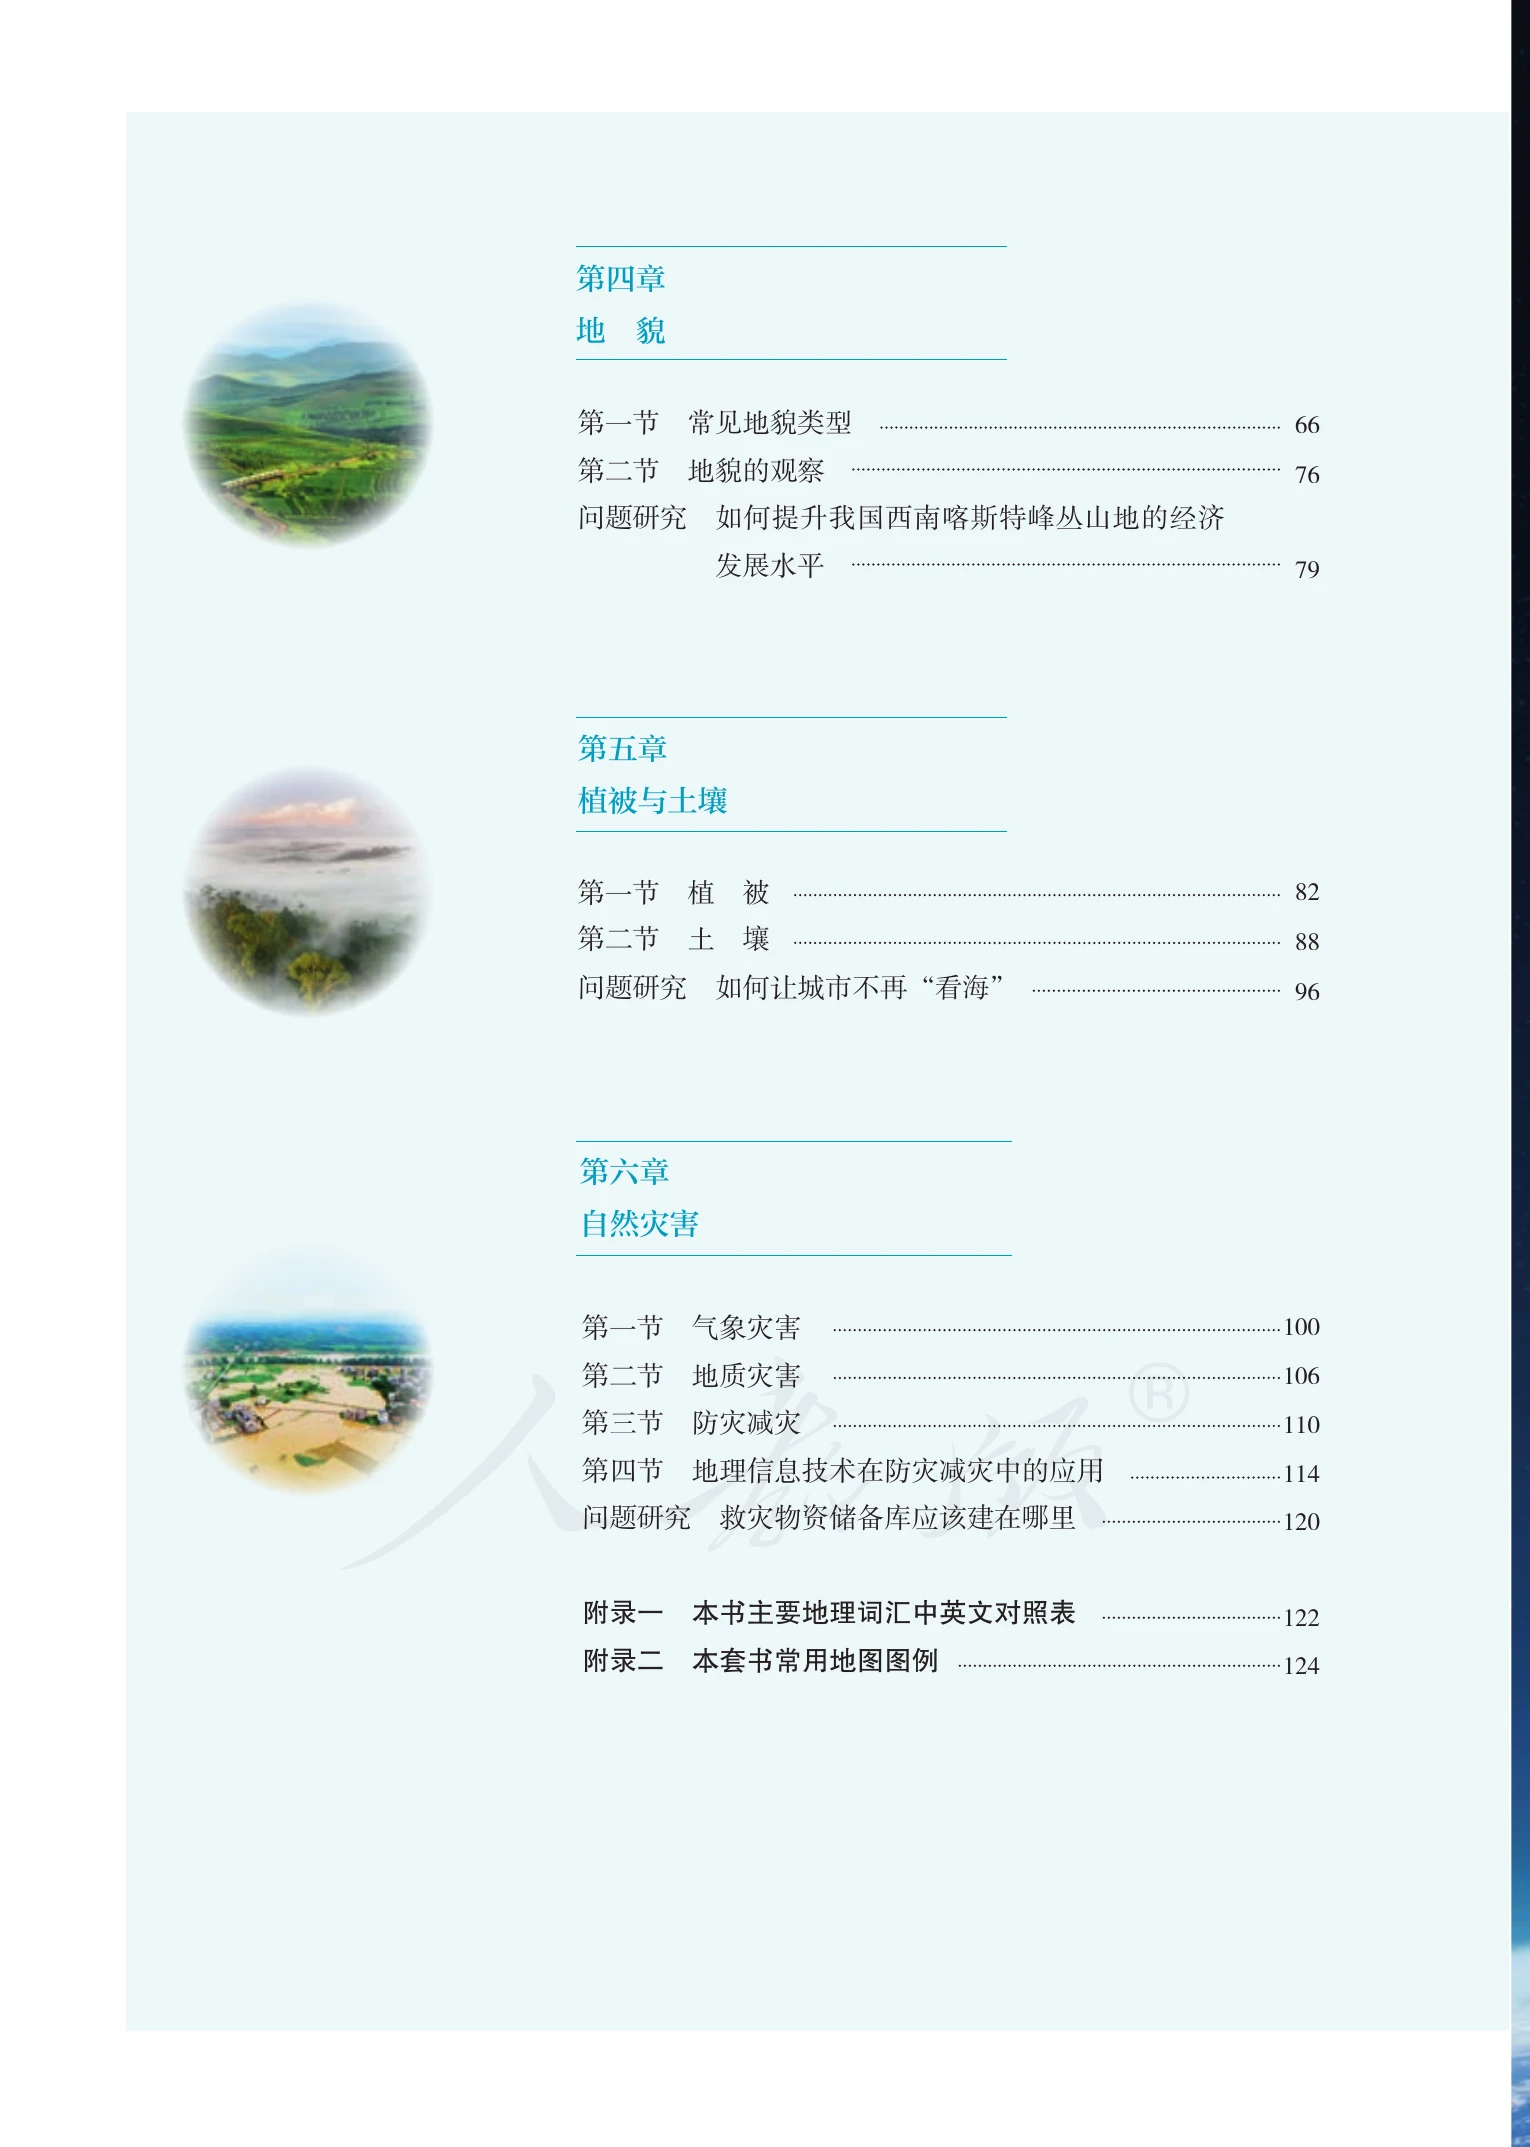 第四章
地　貌
第一节　常见地貌类型 66
第二节　地貌的观察 76
问题研究　如何提升我国西南喀斯特峰丛山地的经济
发展水平 79
第五章
植被与土壤
第一节　植　被 82
第二节　土　壤 88
问题研究　如何让城市不再“看海” 96
第六章
自然灾害
第一节　气象灾害 100
第二节　地质灾害 106
第三节　防灾减灾 110
第四节　地理信息技术在防灾减灾中的应用 114
问题研究　救灾物资储备库应该建在哪里 120
附录一　本书主要地理词汇中英文对照表 122
附录二　本套书常用地图图例 124
人教版®